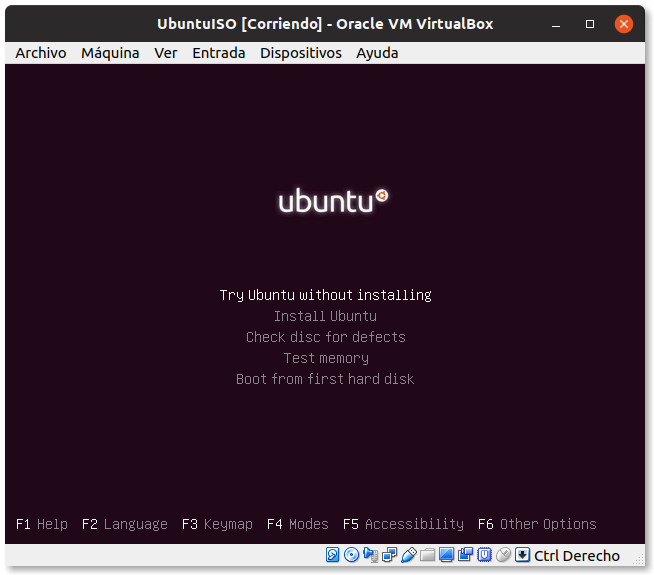 UbuntuISO [Corriendo] - Oracle VM VirtualBox
Archivo Máquina Ver Entrada Dispositivos Ayuda
ubuntu
Try Ubuntu without installing
Install Ubuntu
Check disc for defects
Test memory
Boot from first hard disk
F1 Help F2 Language F3 Keymap F4 Modes F5 Accessibility F6 Other Options
Ctrl Derecho